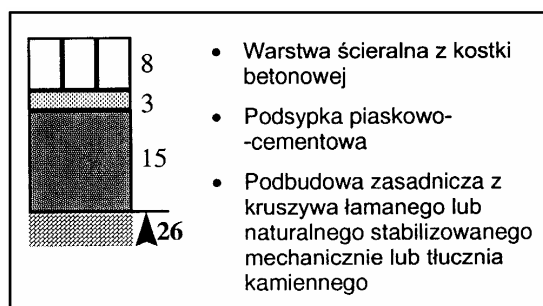 8
3
15
26
• Warstwa ścieralna z kostki
betonowej
• Podsypka piaskowo-
-cementowa
• Podbudowa zasadnicza z
kruszywa łamanego lub
naturalnego stabilizowanego
mechanicznie lub tłucznia
kamiennego